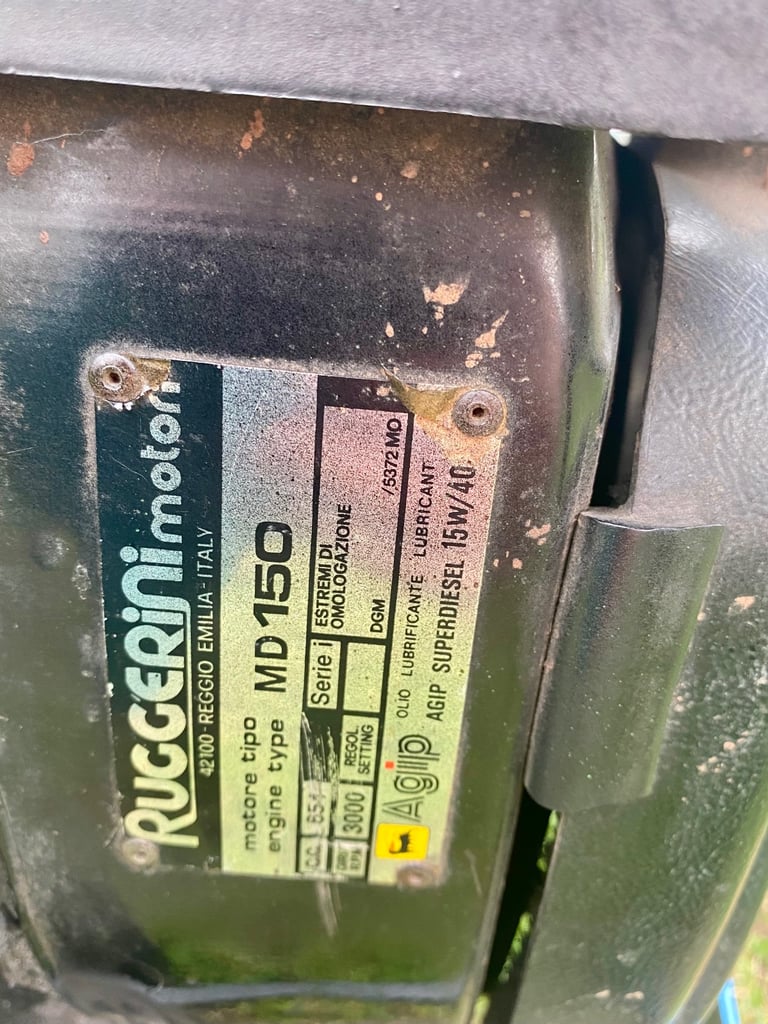 RUGGERINI motori
42100 - REGGIO EMILIA - ITALY
motore tipo
engine type MD 150
C.C. Serie i ESTREMI DI
OMOLOGAZIONE
GIRI/
R.P.M. 3000 REGOL.
SETTING DGM /5372 MO
OLIO LUBRIFICANTE LUBRICANT
Agip AGIP SUPERDIESEL 15W/40